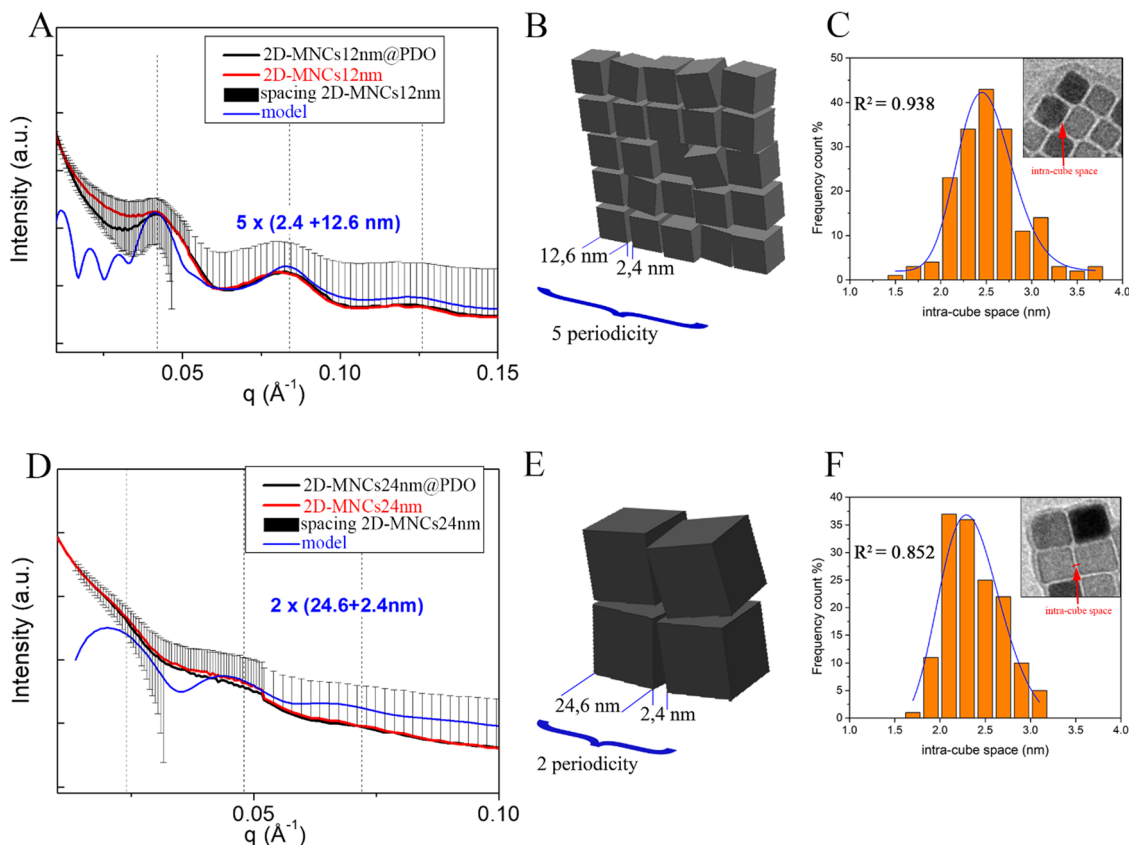 A
Intensity (a.u.)
2D-MNCs12nm@PDO
2D-MNCs12nm
spacing 2D-MNCs12nm
model
5 x (2.4 +12.6 nm)
0.05
0.10
0.15
q (Å⁻¹)
B
12,6 nm
2,4 nm
5 periodicity
C
Frequency count %
50
40
30
20
10
0
R² = 0.938
intra-cube space
1.0
1.5
2.0
2.5
3.0
3.5
4.0
intra-cube space (nm)
D
Intensity (a.u.)
2D-MNCs24nm@PDO
2D-MNCs24nm
spacing 2D-MNCs24nm
model
2 x (24.6+2.4nm)
0.05
0.10
q (Å⁻¹)
E
24,6 nm
2,4 nm
2 periodicity
F
Frequency count %)
40
35
30
25
20
15
10
5
0
R² = 0.852
intra-cube space
1.0
1.5
2.0
2.5
3.0
3.5
4.0
intra-cube space (nm)